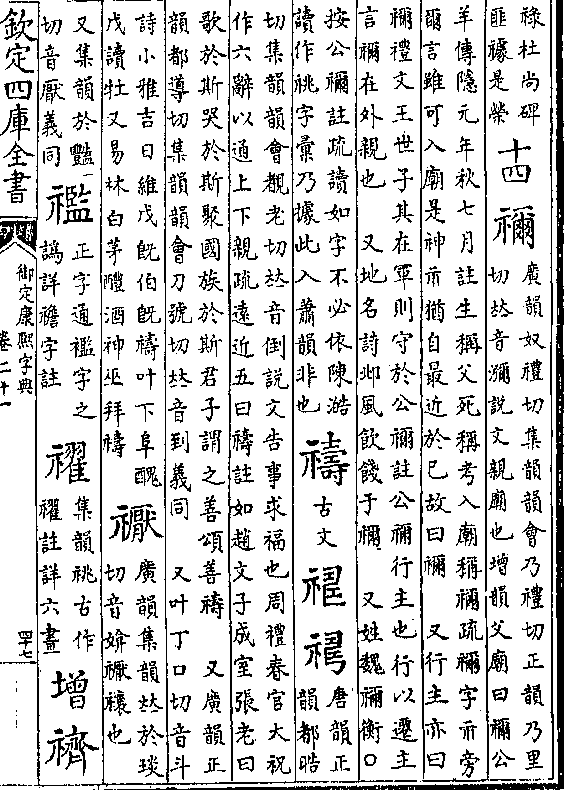 祿杜尚碑
匪祿是榮
十四
禰
廣韻奴禮切集韻韻會乃禮切正韻乃里
切𠀤音瀰説文親廟也增韻父廟曰禰公
羊傳隱元年秋七月註生稱父死稱考入廟稱禰疏禰字示旁
爾言雖可入廟是神示猶自最近於已故曰禰　又行主亦曰
禰禮文王世子其在軍則守於公禰註公禰行主也行以遷主
言禰在外親也　又地名詩邶風飲餞于禰　又姓魏禰衡〇
按公禰註疏讀如字不必依陳澔
讀作祧字彙乃據此入蕭韻非也
禱
古文
唐韻正
韻都晧
切集韻韻會覩老切𠀤音倒説文告事求福也周禮春官大祝
作六辭以通上下親疏遠近五曰禱註如趙文子成室張老曰
歌於斯哭於斯聚國族於斯君子謂之善頌善禱　又廣韻正
韻都導切集韻韻會刀號切𠀤音到義同　又叶丁口切音斗
詩小雅吉日維戊既伯既禱叶下阜醜
戊讀牡又易林白茅醴酒神巫拜禱
廣韻集韻𠀤於琰
切音媕禳也
又集韻於豔
切音厭義同
正字通襤字之
譌詳襜字註
集韻祧古作
註詳六畫
增
欽定四庫全書
御定康熙字典
卷二十一
四十七